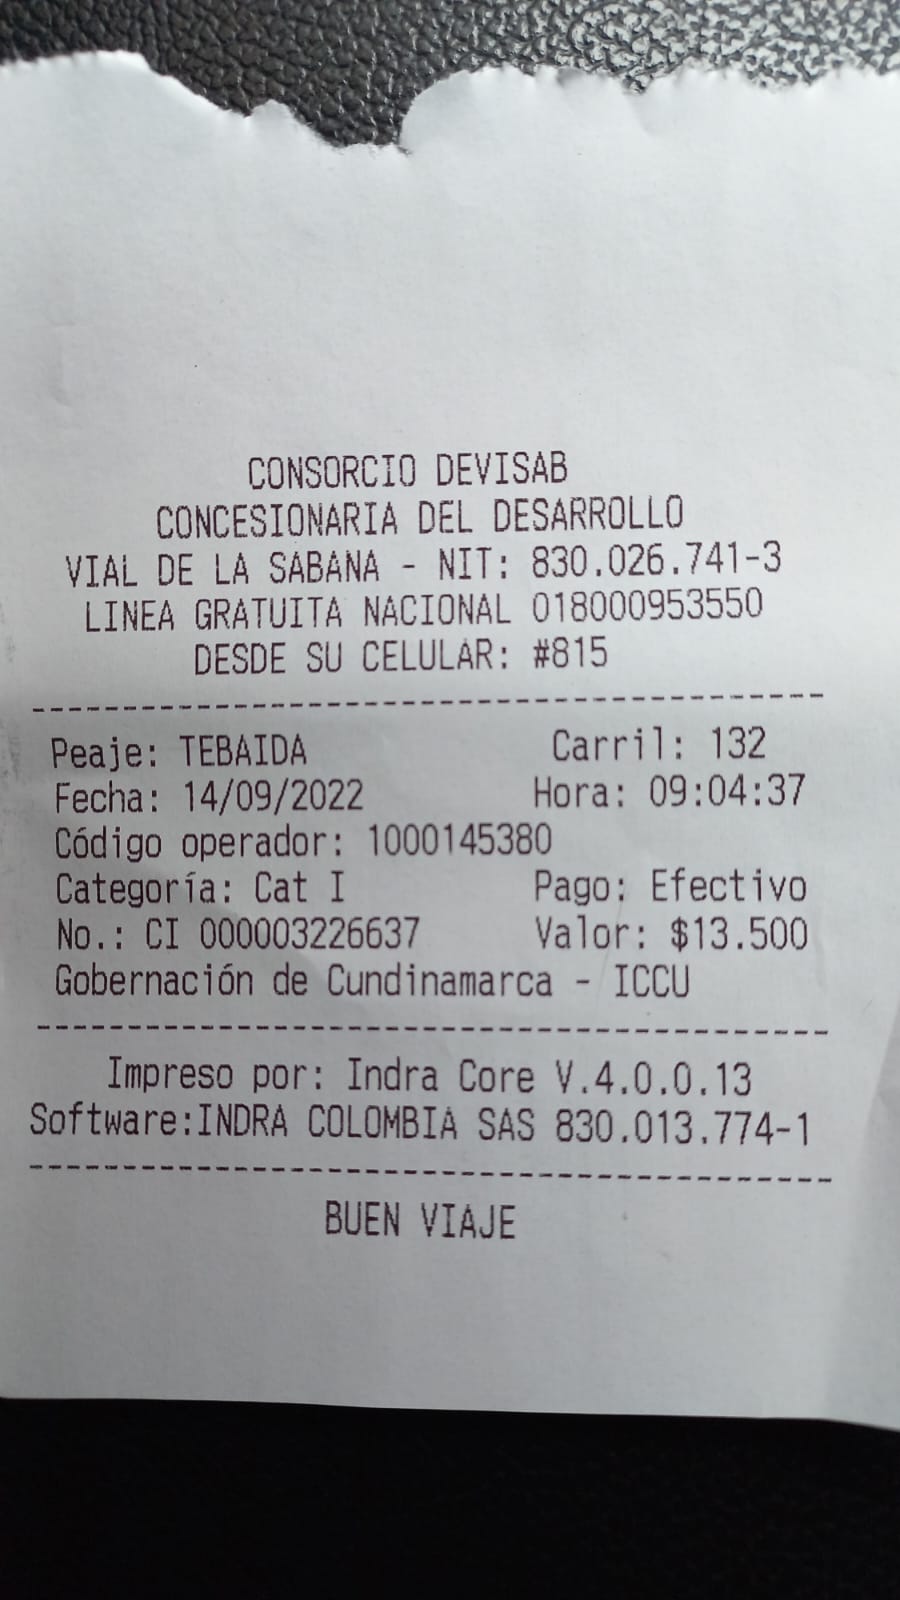 CONSORCIO DEVISAB
CONCESIONARIA DEL DESARROLLO
VIAL DE LA SABANA - NIT: 830.026.741-3
LINEA GRATUITA NACIONAL 018000953550
DESDE SU CELULAR: #815
Peaje: TEBAIDA Carril: 132
Fecha: 14/09/2022 Hora: 09:04:37
Código operador: 1000145380
Categoría: Cat I Pago: Efectivo
No.: CI 000003226637 Valor: $13.500
Gobernación de Cundinamarca - ICCU
Impreso por: Indra Core V.4.0.0.13
Software:INDRA COLOMBIA SAS 830.013.774-1
BUEN VIAJE